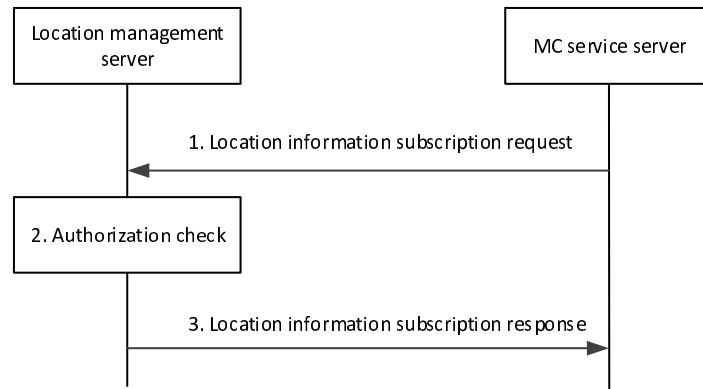 Location management
server
MC service server
1. Location information subscription request
2. Authorization check
3. Location information subscription response